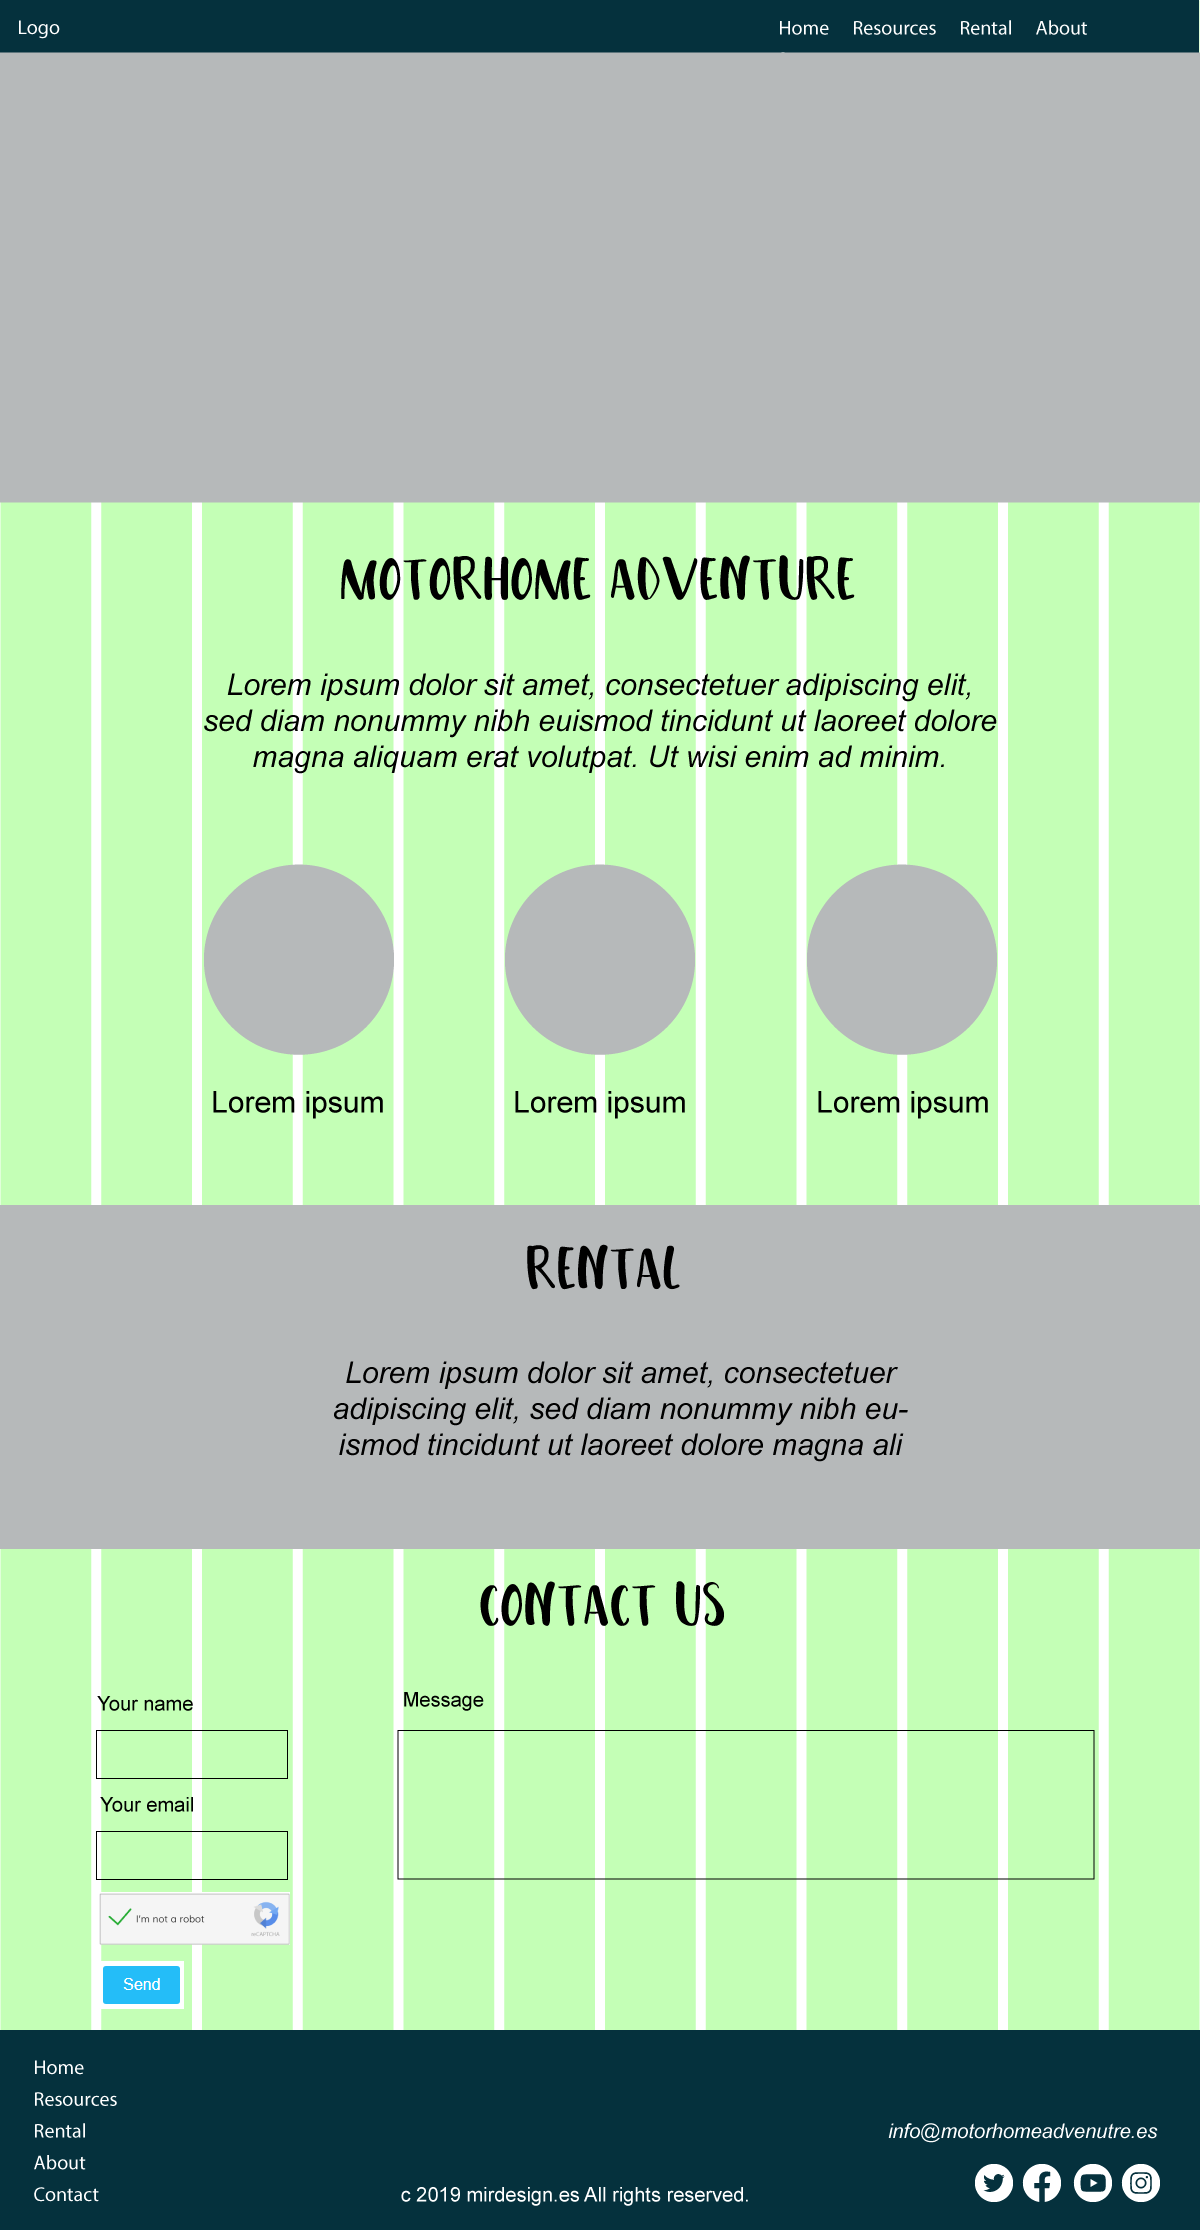 Logo
Home Resources Rental About
MOTORHOME ADVENTURE
Lorem ipsum dolor sit amet, consectetuer adipiscing elit,
sed diam nonummy nibh euismod tincidunt ut laoreet dolore
magna aliquam erat volutpat. Ut wisi enim ad minim.
Lorem ipsum Lorem ipsum Lorem ipsum
RENTAL
Lorem ipsum dolor sit amet, consectetuer
adipiscing elit, sed diam nonummy nibh eu-
ismod tincidunt ut laoreet dolore magna ali
CONTACT US
Your name
Your email
I'm not a robot
reCAPTCHA
Send
Message
Home
Resources
Rental
About
Contact
c 2019 mirdesign.es All rights reserved.
info@motorhomeadvenutre.es